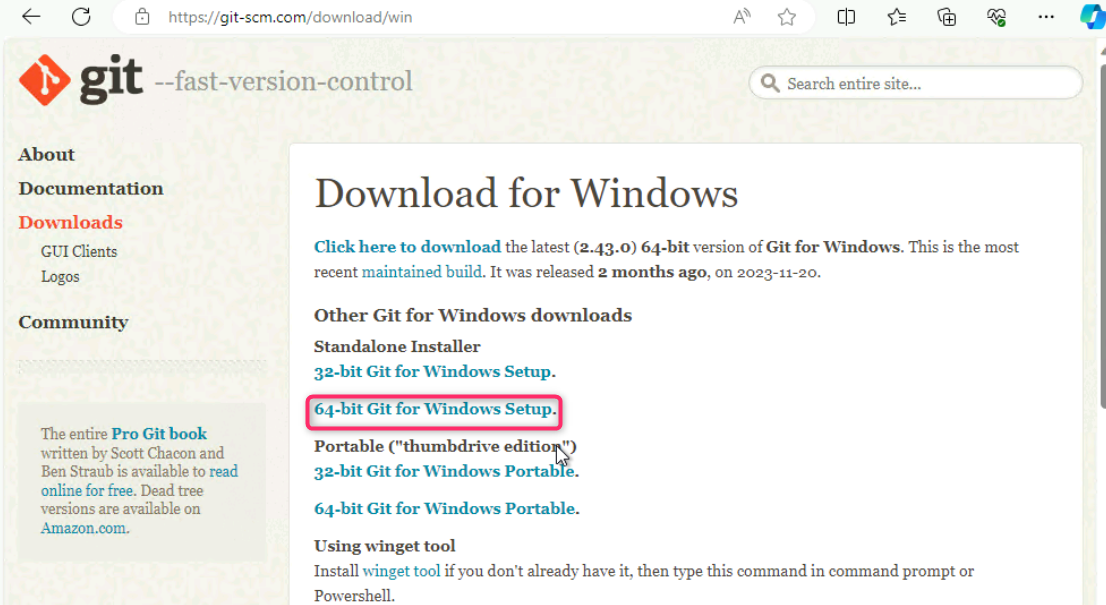 https://git-scm.com/download/win
git --fast-version-control
Search entire site...
About
Documentation
Downloads
GUI Clients
Logos
Community
The entire Pro Git book
written by Scott Chacon and
Ben Straub is available to read
online for free. Dead tree
versions are available on
Amazon.com.
Download for Windows
Click here to download the latest (2.43.0) 64-bit version of Git for Windows. This is the most
recent maintained build. It was released 2 months ago, on 2023-11-20.
Other Git for Windows downloads
Standalone Installer
32-bit Git for Windows Setup.
64-bit Git for Windows Setup.
Portable ("thumbdrive edition")
32-bit Git for Windows Portable.
64-bit Git for Windows Portable.
Using winget tool
Install winget tool if you don't already have it, then type this command in command prompt or
Powershell.